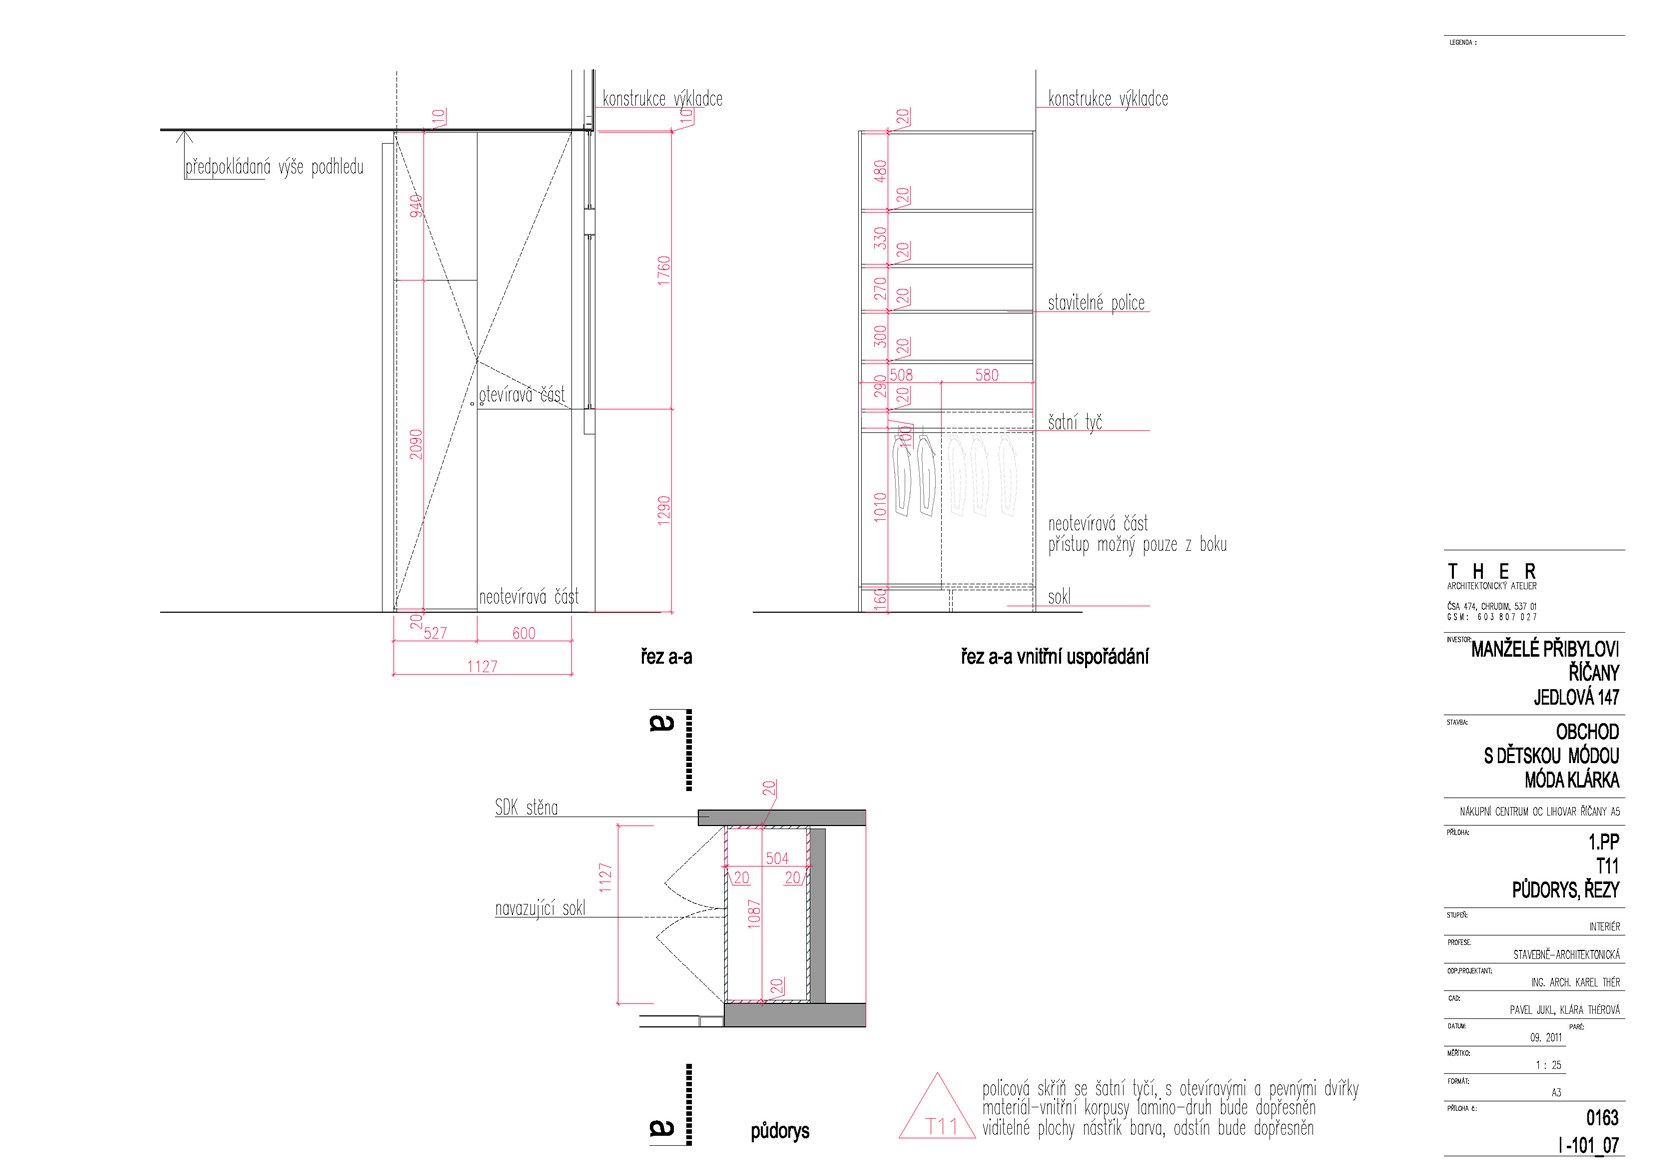 LEGENDA :
konstrukce výkladce
10
10
předpokládaná výše podhledu
940
1760
otevíravá část
2090
1290
neotevíravá část
20
527
600
1127
řez a-a
konstrukce výkladce
20
480
20
330
20
270
20
stavitelné police
300
20
508
580
290
20
šatní tyč
100
1010
neotevíravá část
přístup možný pouze z boku
160
sokl
řez a-a vnitřní uspořádání
a
20
SDK stěna
504
20
20
1127
1087
navazující sokl
20
a
půdorys
T11
policová skříň se šatní tyčí, s otevíravými a pevnými dvířky
materiál-vnitřní korpusy lamino-druh bude dopřesněn
viditelné plochy nástřik barva, odstín bude dopřesněn
THER
ARCHITEKTONICKÝ ATELIER
ČSA 474, CHRUDIM, 537 01
GSM: 603 807 027
INVESTOR:
MANŽELÉ PŘIBYLOVI
ŘÍČANY
JEDLOVÁ 147
STAVBA:
OBCHOD
S DĚTSKOU MÓDOU
MÓDA KLÁRKA
NÁKUPNÍ CENTRUM OC LIHOVAR ŘÍČANY A5
PŘÍLOHA:
1.PP
T11
PŮDORYS, ŘEZY
STUPEŇ:
INTERIÉR
PROFESE:
STAVEBNĚ-ARCHITEKTONICKÁ
ODP.PROJEKTANT:
ING. ARCH. KAREL THÉR
CAD:
PAVEL JUKL, KLÁRA THÉROVÁ
DATUM:
PARÉ:
09. 2011
MĚŘÍTKO:
1 : 25
FORMÁT:
A3
PŘÍLOHA č.:
0163
I -101_07